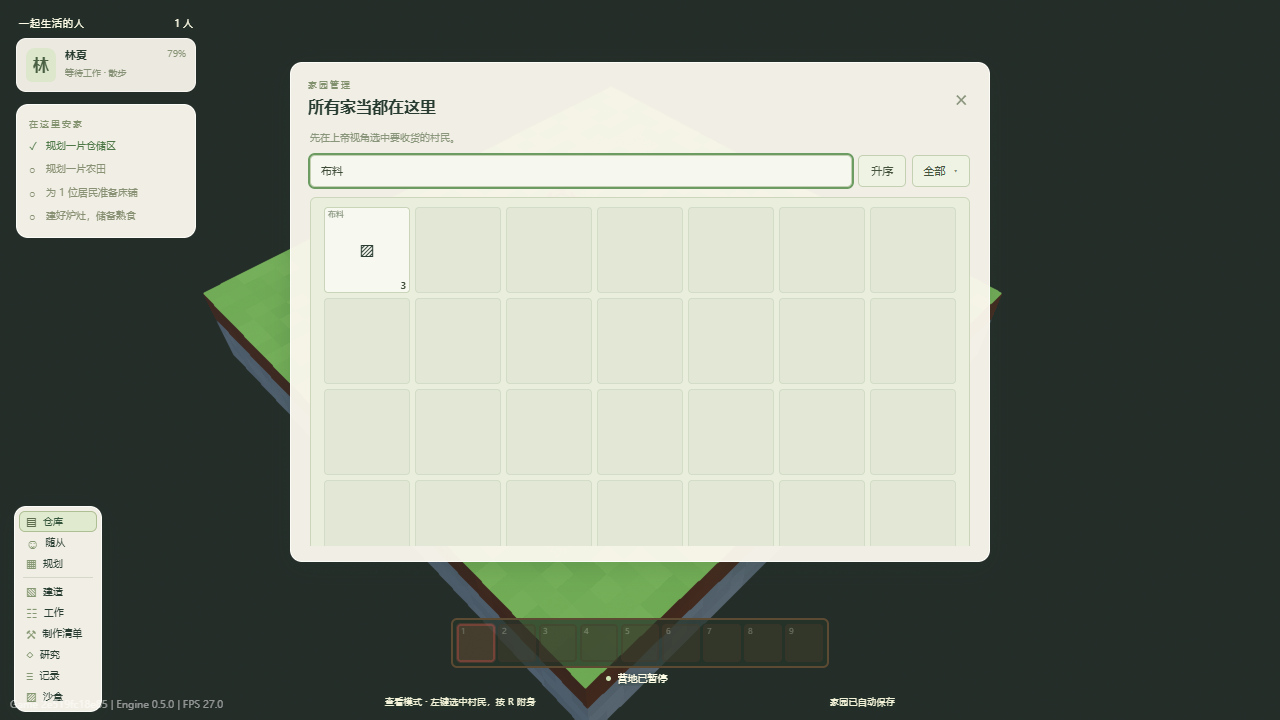 一起生活的人 1 人
林
林夏 79%
等待工作 · 散步
在这里安家
✓ 规划一片仓储区
○ 规划一片农田
○ 为 1 位居民准备床铺
○ 建好炉灶，储备熟食
家园管理
所有家当都在这里
×
先在上帝视角选中要收货的村民。
布料
升序
全部
布料
3
仓库
随从
规划
建造
工作
制作清单
研究
记录
沙盒
1 2 3 4 5 6 7 8 9
营地已暂停
| Engine 0.5.0 | FPS 27.0
查看模式 · 左键选中村民，按 R 附身
家园已自动保存